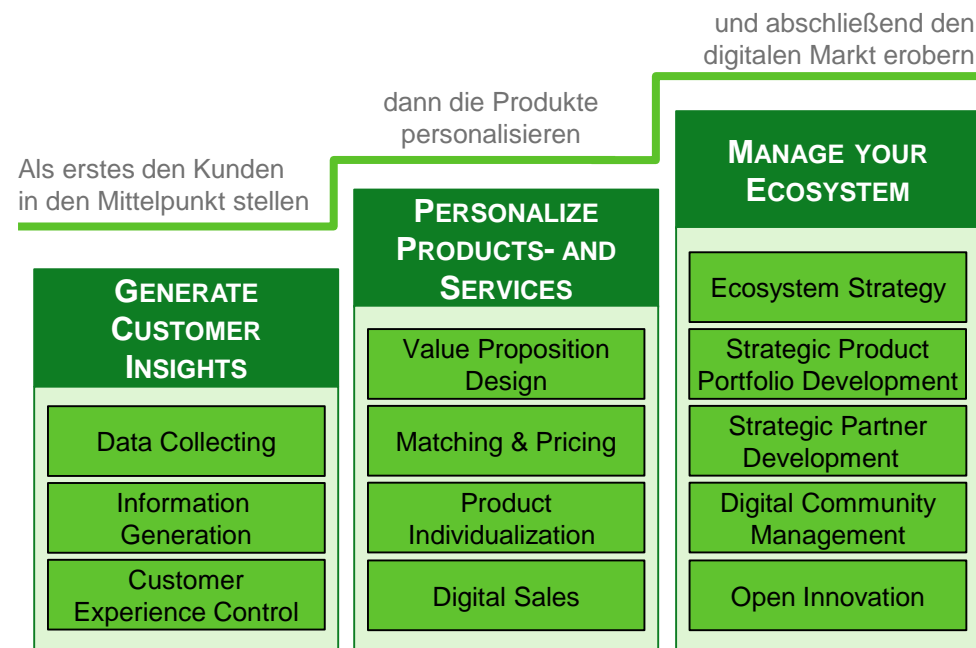 Als erstes den Kunden
in den Mittelpunkt stellen
GENERATE
CUSTOMER
INSIGHTS
Data Collecting
Information
Generation
Customer
Experience Control
dann die Produkte
personalisieren
PERSONALIZE
PRODUCTS- AND
SERVICES
Value Proposition
Design
Matching & Pricing
Product
Individualization
Digital Sales
und abschließend den
digitalen Markt erobern
MANAGE YOUR
ECOSYSTEM
Ecosystem Strategy
Strategic Product
Portfolio Development
Strategic Partner
Development
Digital Community
Management
Open Innovation